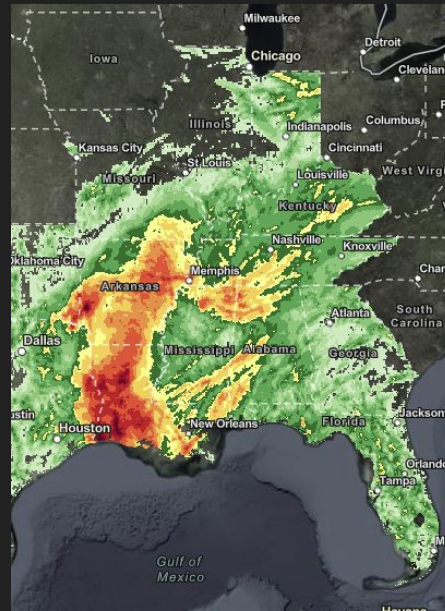 Milwaukee
Detroit
Chicago
Iowa
Cleveland
Illinois
Indianapolis
Columbus
Kansas City
Cincinnati
St Louis
West Virg
Missouri
Louisville
Kentucky
Nashville
Knoxville
Oklahoma City
Memphis
Char
Arkansas
South
Carolina
Atlanta
Dallas
Mississippi
Alabama
Georgia
ustin
Florida
Jackson
New Orleans
Houston
Orlando
Tampa
M
Gulf of
Mexico
Havana